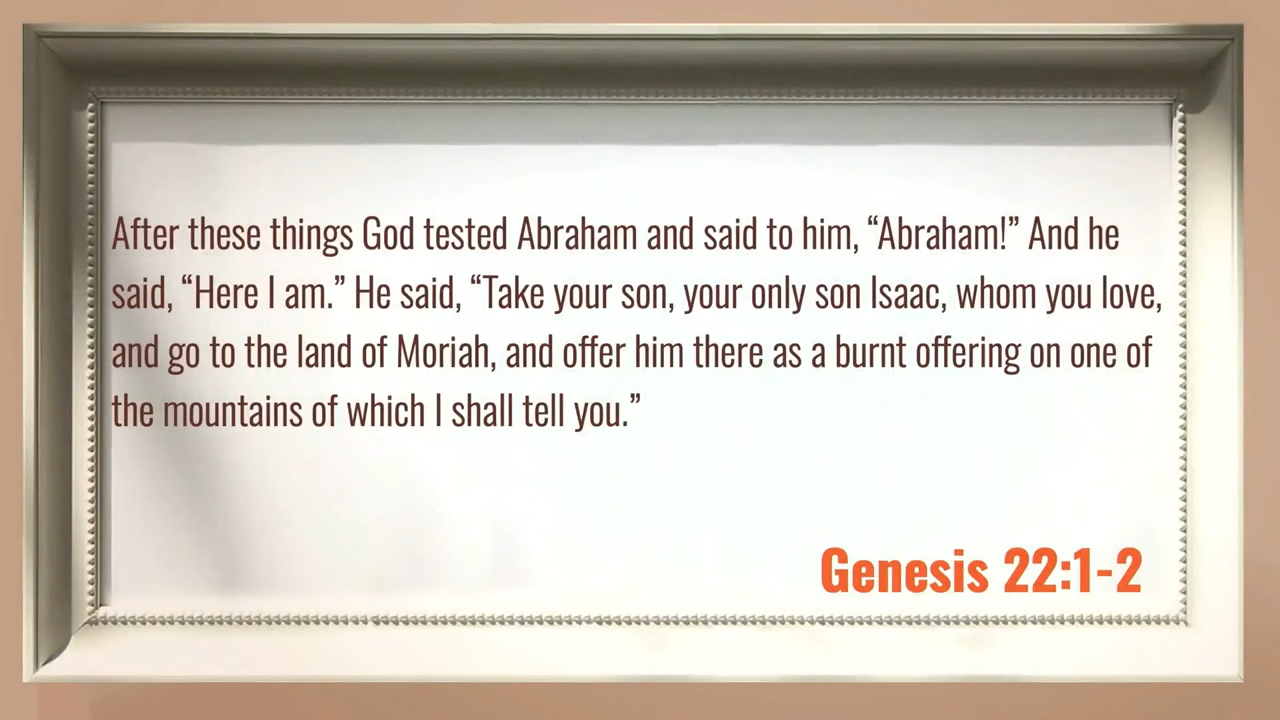 After these things God tested Abraham and said to him, “Abraham!” And he
said, “Here I am.” He said, “Take your son, your only son Isaac, whom you love,
and go to the land of Moriah, and offer him there as a burnt offering on one of
the mountains of which I shall tell you.”
Genesis 22:1-2